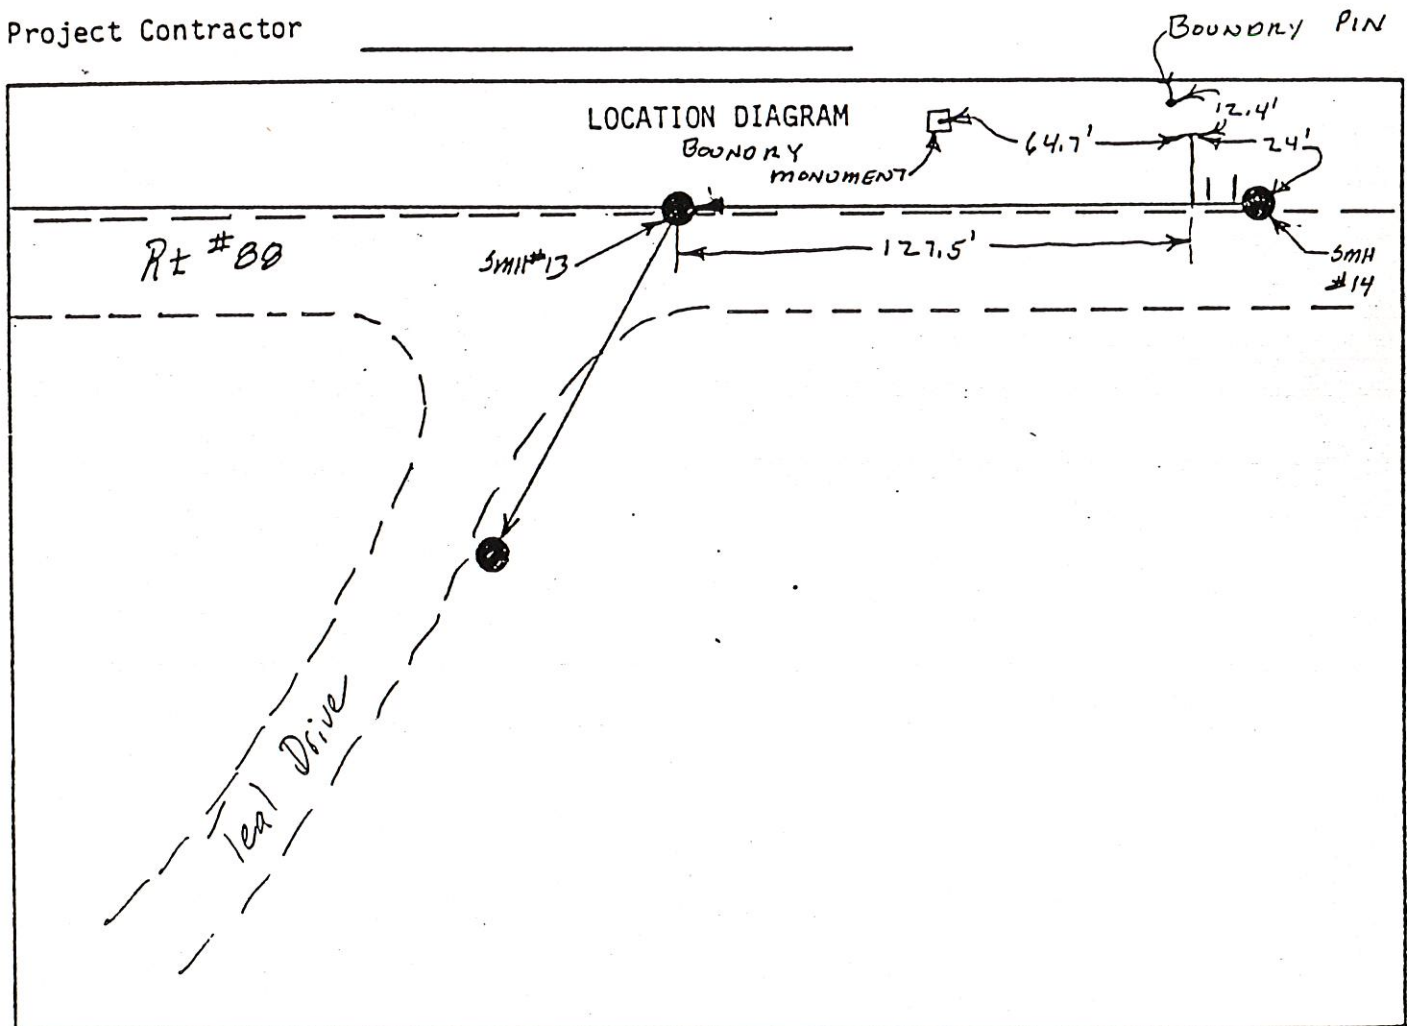 Project Contractor
BOUNDRY PIN
LOCATION DIAGRAM
12.4'
BOUNDRY
MONUMENT
64.7'
24'
Rt #88
SMH#13
127.5'
SMH
#14
Teal Drive